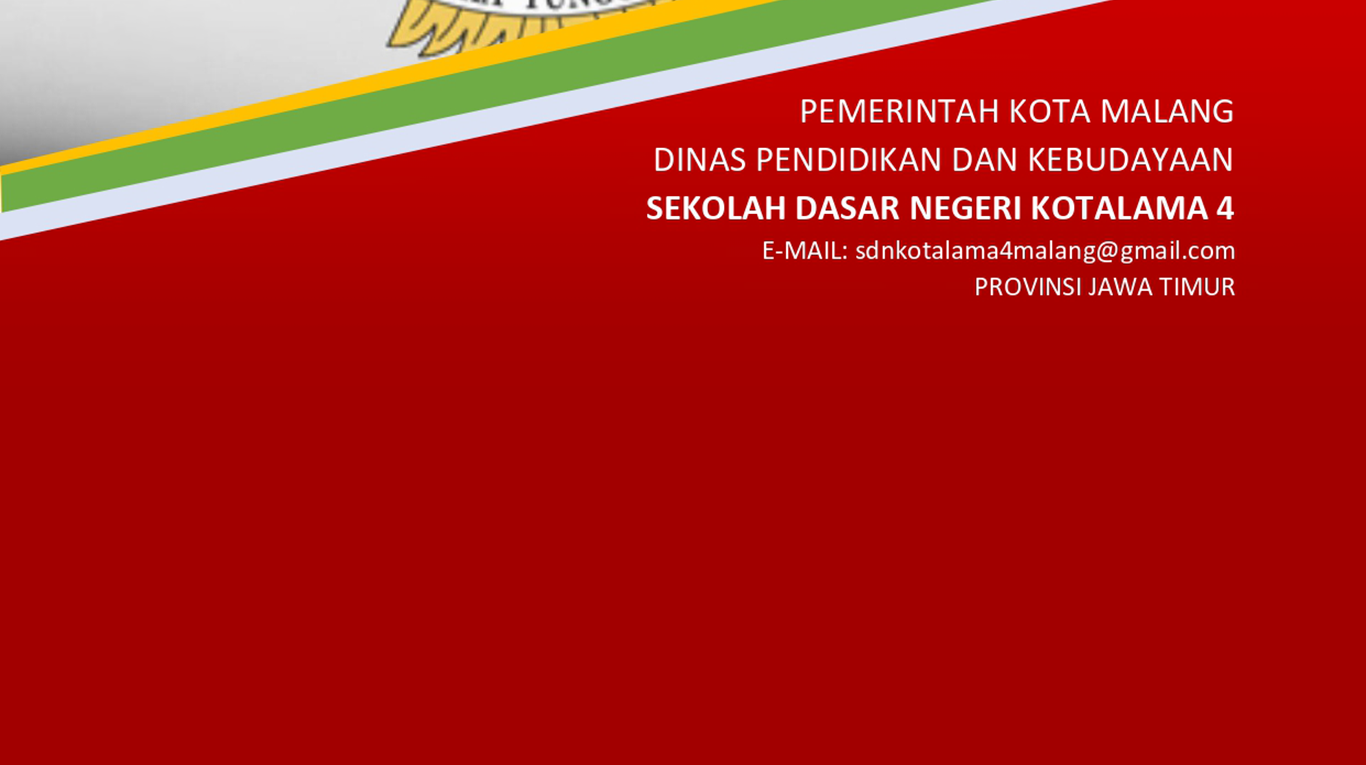 PEMERINTAH KOTA MALANG
DINAS PENDIDIKAN DAN KEBUDAYAAN
SEKOLAH DASAR NEGERI KOTALAMA 4
E-MAIL: sdnkotalama4malang@gmail.com
PROVINSI JAWA TIMUR